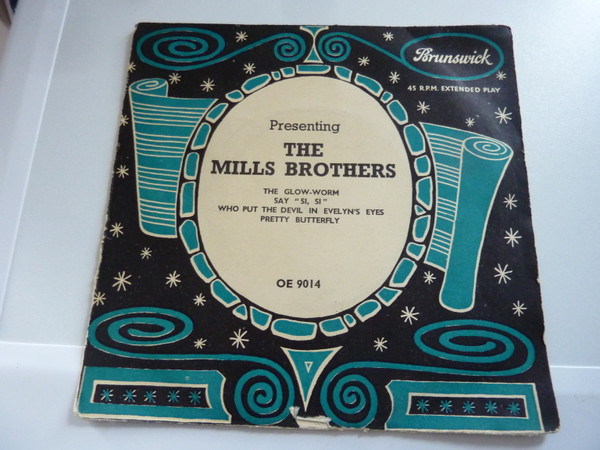 Brunswick
45 R.P.M. EXTENDED PLAY
Presenting
THE
MILLS BROTHERS
THE GLOW-WORM
SAY "SI, SI"
WHO PUT THE DEVIL IN EVELYN'S EYES
PRETTY BUTTERFLY
OE 9014